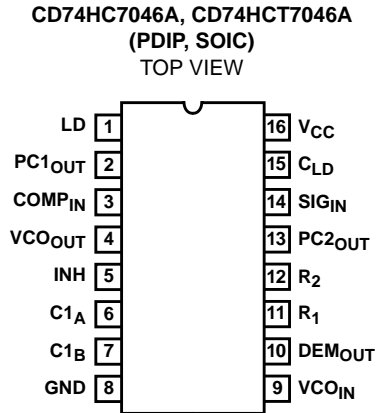 CD74HC7046A, CD74HCT7046A
(PDIP, SOIC)
TOP VIEW
LD 1 16 VCC
PC1OUT 2 15 CLD
COMPIN 3 14 SIGIN
VCOOUT 4 13 PC2OUT
INH 5 12 R2
C1A 6 11 R1
C1B 7 10 DEMOUT
GND 8 9 VCOIN